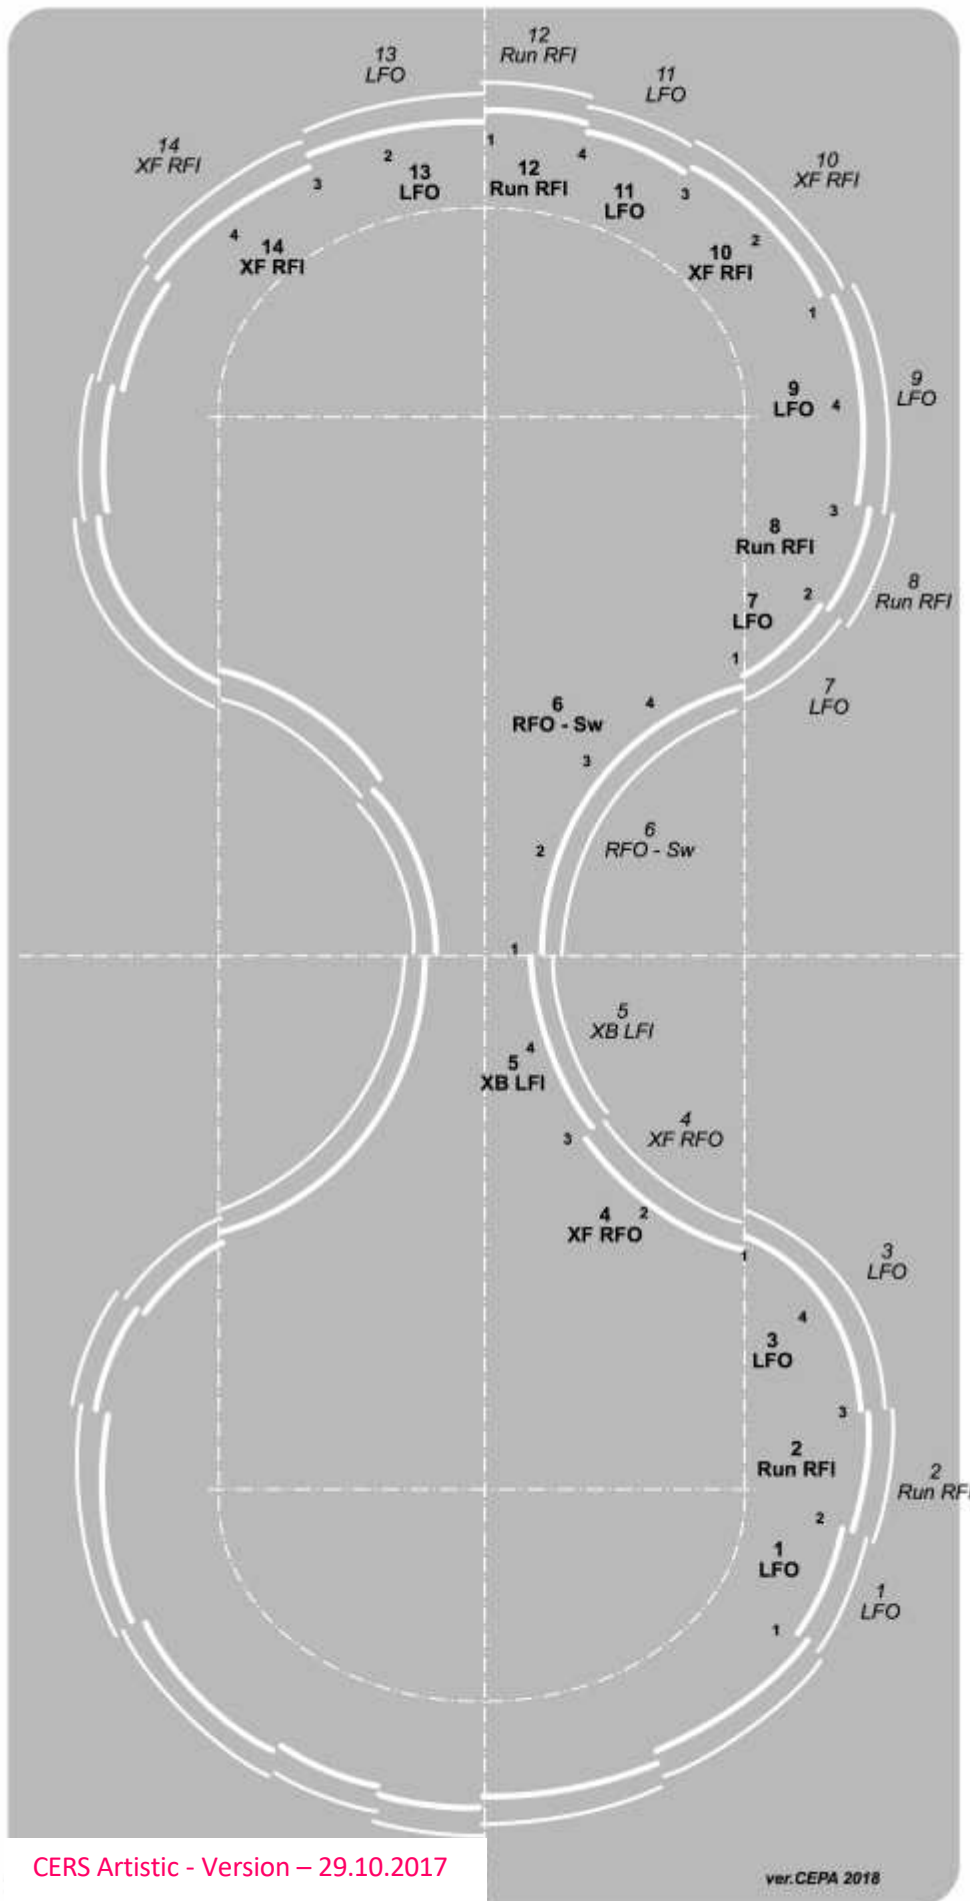 12
Run RFI
13
LFO
11
LFO
14
XF RFI
10
XF RFI
1
2
4
3
12
Run RFI
13
LFO
11
LFO
3
4
14
XF RFI
2
10
XF RFI
1
9
LFO
9
LFO
4
3
8
Run RFI
8
Run RFI
2
7
LFO
1
7
LFO
6
RFO - Sw
4
3
6
RFO - Sw
2
1
5
XB LFI
4
5
XB LFI
4
XF RFO
3
4
XF RFO
2
1
3
LFO
4
3
LFO
3
2
Run RFI
2
Run RF
2
1
LFO
1
LFO
1
CERS Artistic - Version – 29.10.2017
ver.CEPA 2018